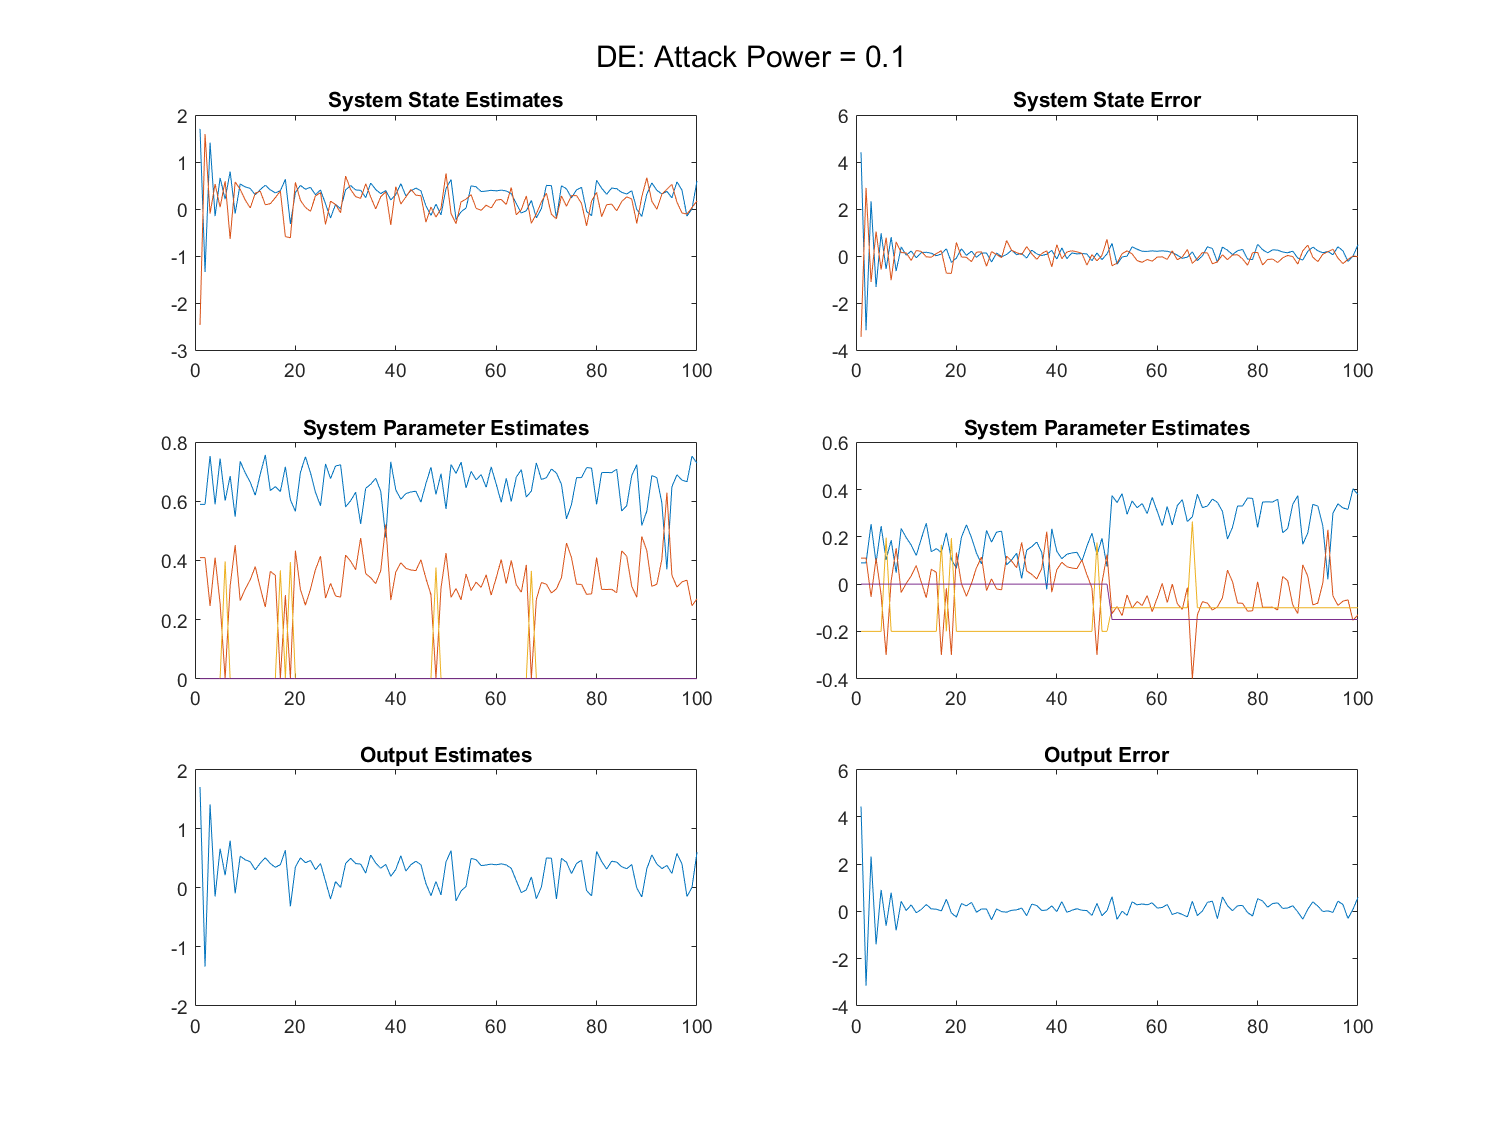 DE: Attack Power = 0.1
System State Estimates
2
1
0
-1
-2
-3
0 20 40 60 80 100
System State Error
6
4
2
0
-2
-4
0 20 40 60 80 100
System Parameter Estimates
0.8
0.6
0.4
0.2
0
0 20 40 60 80 100
System Parameter Estimates
0.6
0.4
0.2
0
-0.2
-0.4
0 20 40 60 80 100
Output Estimates
2
1
0
-1
-2
0 20 40 60 80 100
Output Error
6
4
2
0
-2
-4
0 20 40 60 80 100